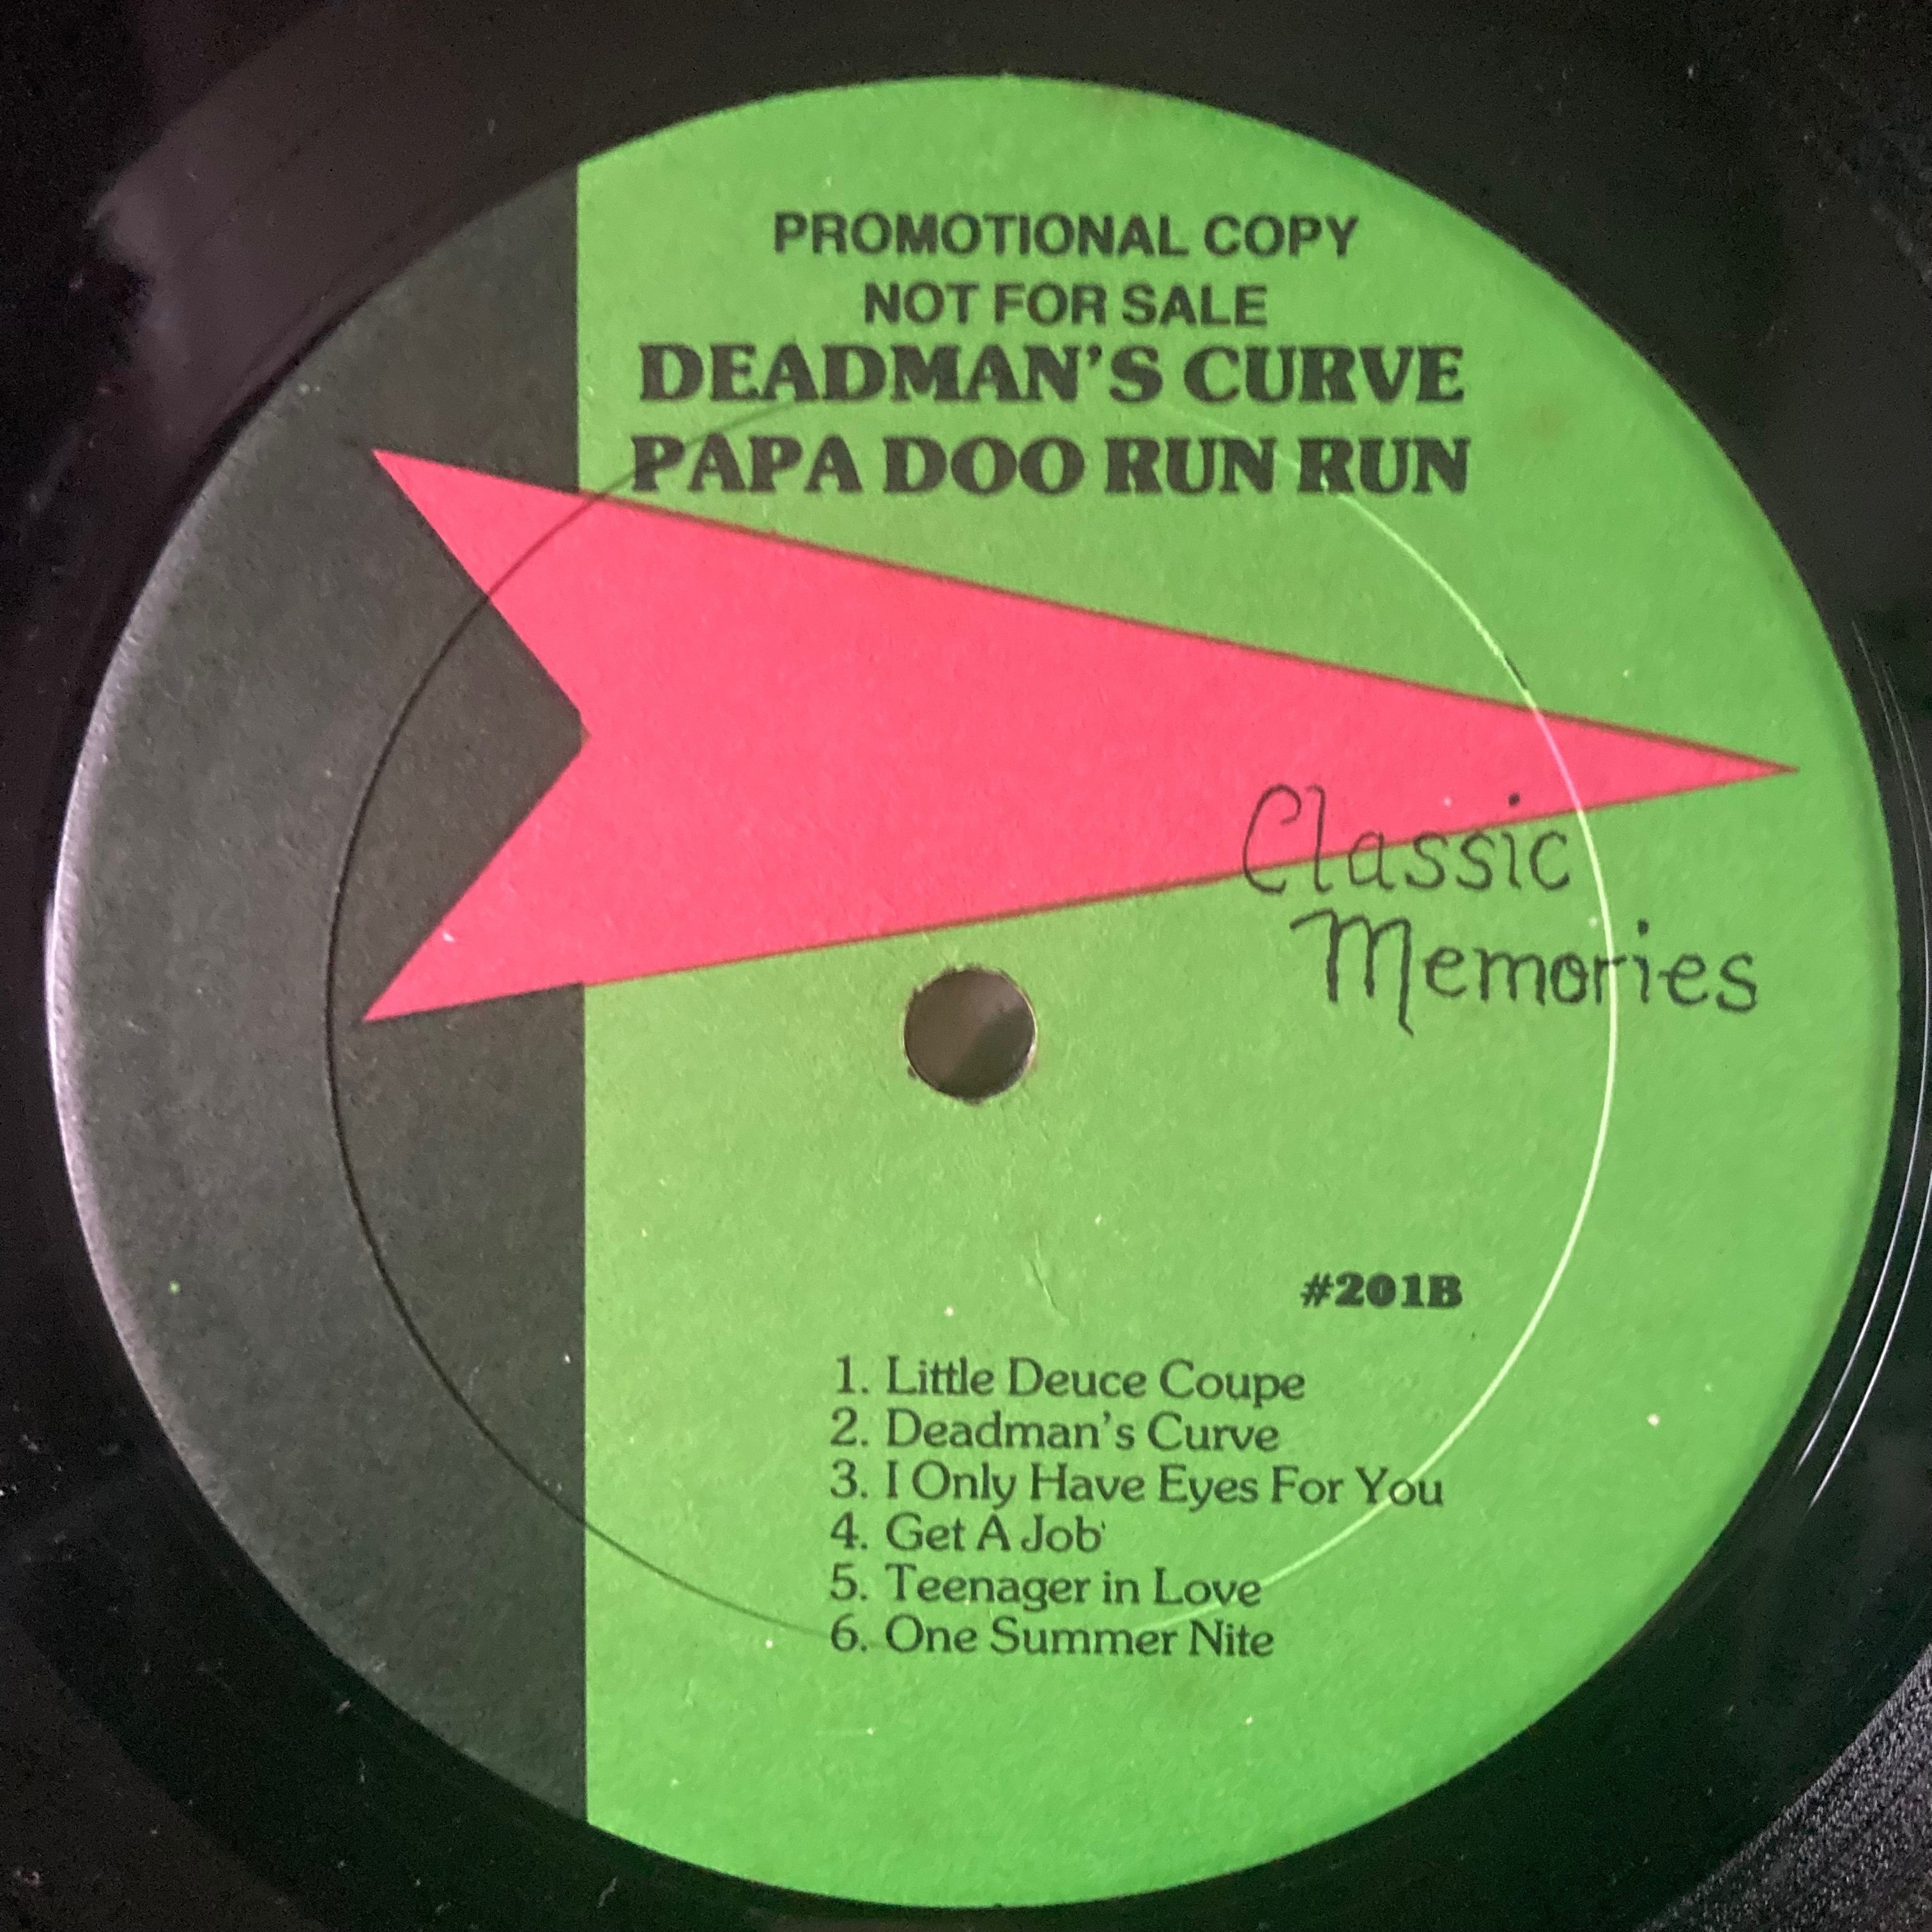 PROMOTIONAL COPY
NOT FOR SALE
DEADMAN'S CURVE
PAPA DOO RUN RUN
Classic
Memories
#201B
1. Little Deuce Coupe
2. Deadman's Curve
3. I Only Have Eyes For You
4. Get A Job
5. Teenager in Love
6. One Summer Nite